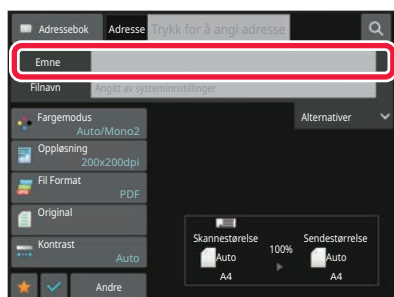 Adressebok Adresse Trykk for å angi adresse
Emne
Filnavn Angitt av systeminnstillinger
Fargemodus
Auto/Mono2
Alternativer
Oppløsning
200x200dpi
Fil Format
PDF
Original
Kontrast
Auto
Skannestørelse 100% Sendestørrelse
Auto Auto
A4 A4
Andre